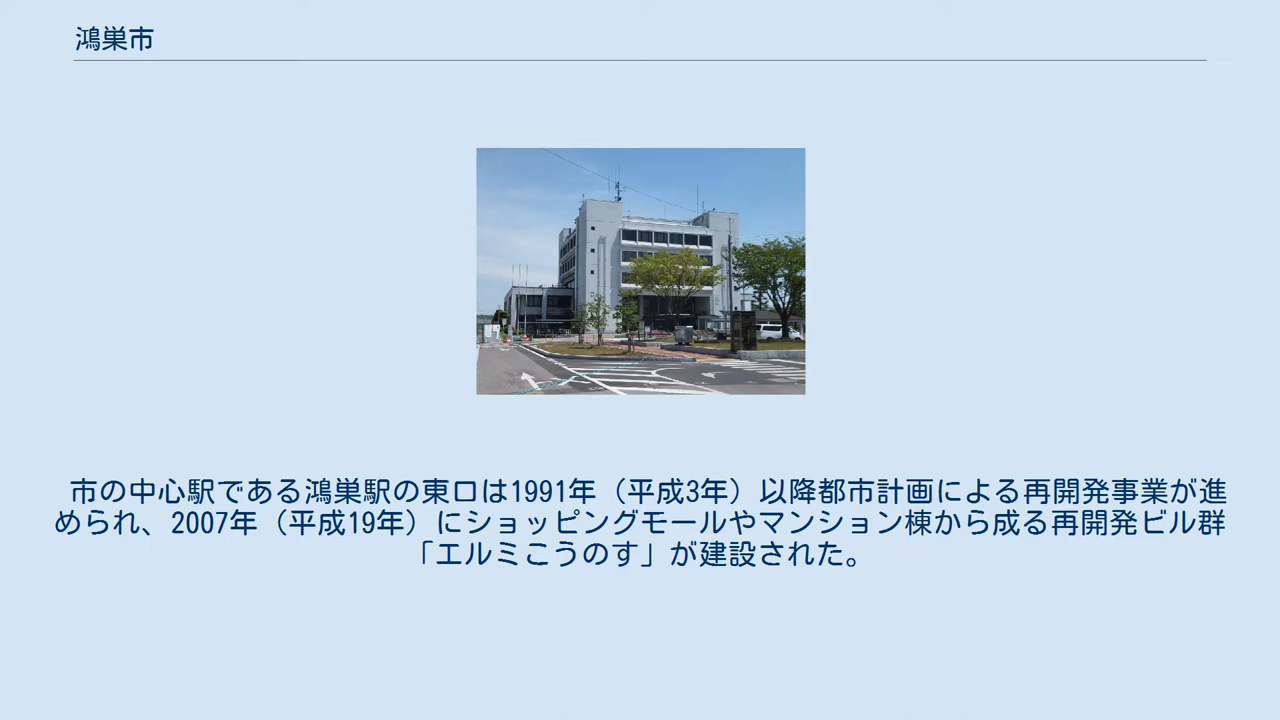 鴻巣市
市の中心駅である鴻巣駅の東口は1991年（平成3年）以降都市計画による再開発事業が進
められ、2007年（平成19年）にショッピングモールやマンション棟から成る再開発ビル群
「エルミこうのす」が建設された。